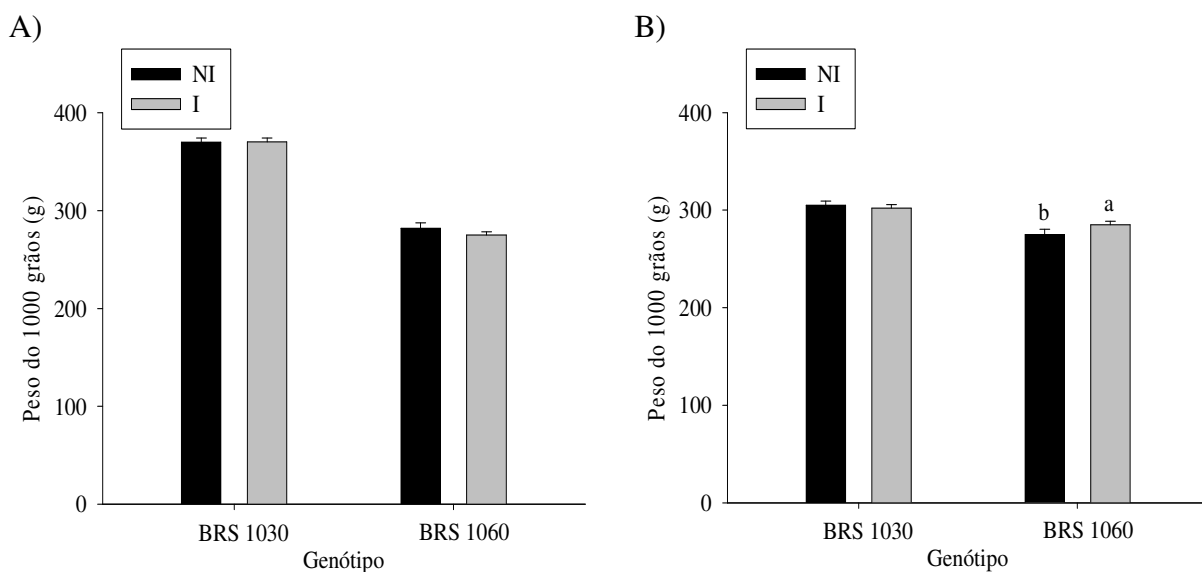 A)
NI
I
400
300
200
100
0
Peso do 1000 grãos (g)
BRS 1030
BRS 1060
Genótipo
B)
NI
I
400
300
200
100
0
Peso do 1000 grãos (g)
b
a
BRS 1030
BRS 1060
Genótipo